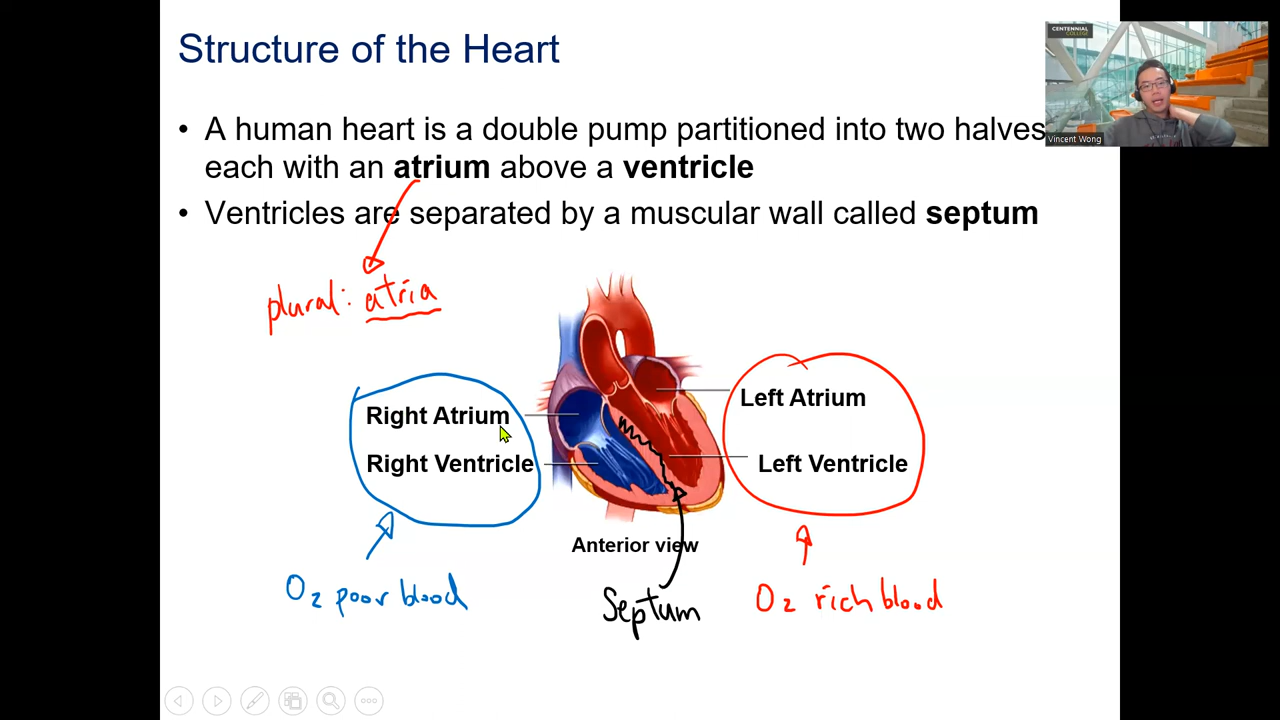 Structure of the Heart
CENTENNIAL
COLLEGE
Vincent Wong
• A human heart is a double pump partitioned into two halves
each with an atrium above a ventricle
• Ventricles are separated by a muscular wall called septum
plural: atria
Left Atrium
Right Atrium
Right Ventricle
Left Ventricle
Anterior view
O2 poor blood
Septum
O2 rich blood